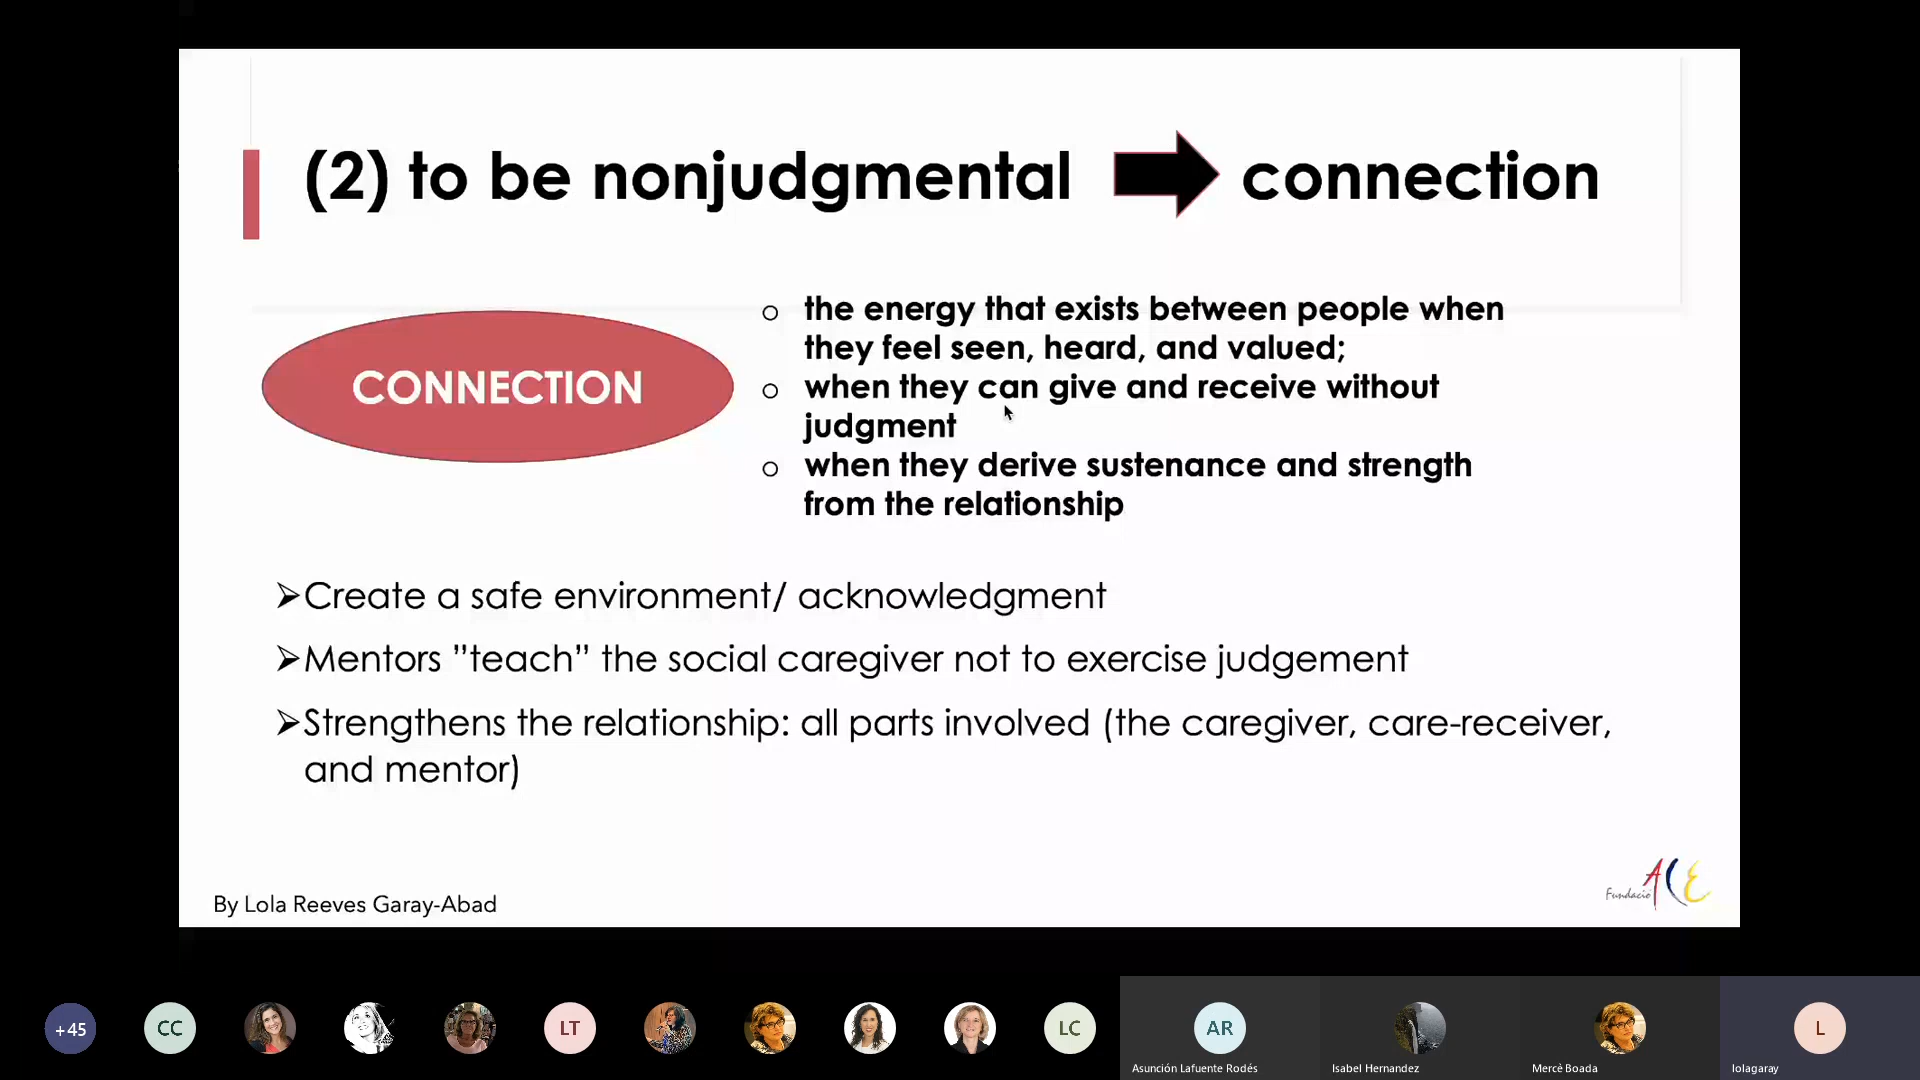 (2) to be nonjudgmental connection
CONNECTION
o the energy that exists between people when
they feel seen, heard, and valued;
o when they can give and receive without
judgment
o when they derive sustenance and strength
from the relationship
➢Create a safe environment/ acknowledgment
➢Mentors ”teach” the social caregiver not to exercise judgement
➢Strengthens the relationship: all parts involved (the caregiver, care-receiver,
and mentor)
By Lola Reeves Garay-Abad
Fundació ACE
+45
CC
LT
LC
AR
L
Asunción Lafuente Rodés
Isabel Hernandez
Mercè Boada
lolagaray